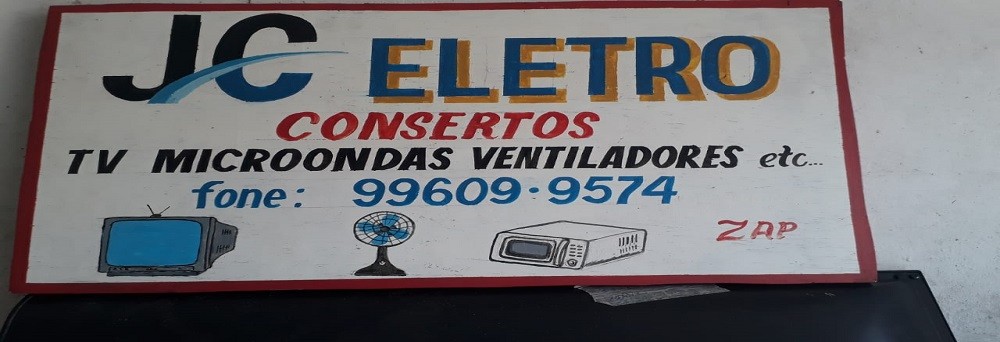 JC ELETRO
CONSERTOS
TV MICROONDAS VENTILADORES etc...
fone: 99609-9574
ZAP